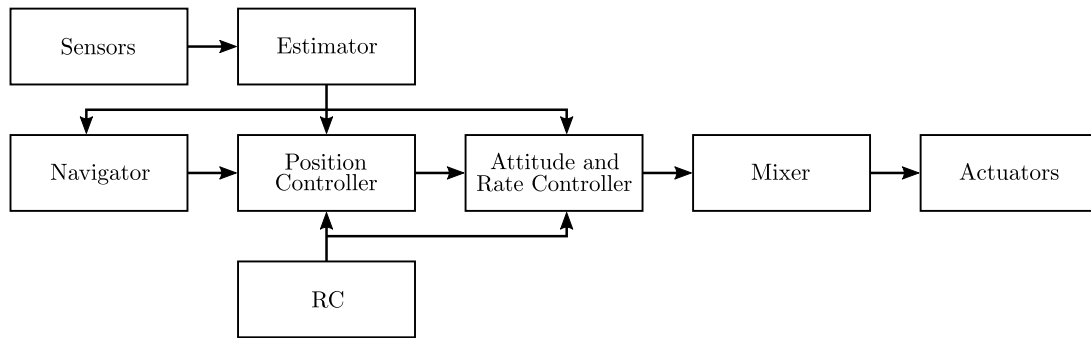 Sensors
Estimator
Navigator
Position
Controller
Attitude and
Rate Controller
Mixer
Actuators
RC